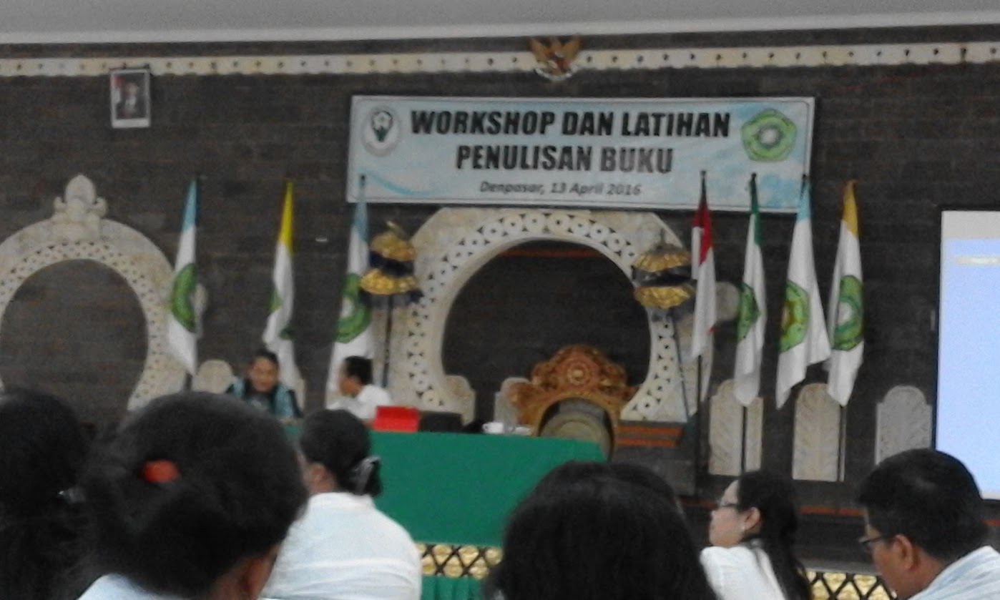 WORKSHOP DAN LATIHAN
PENULISAN BUKU
Denpasar, 13 April 2016